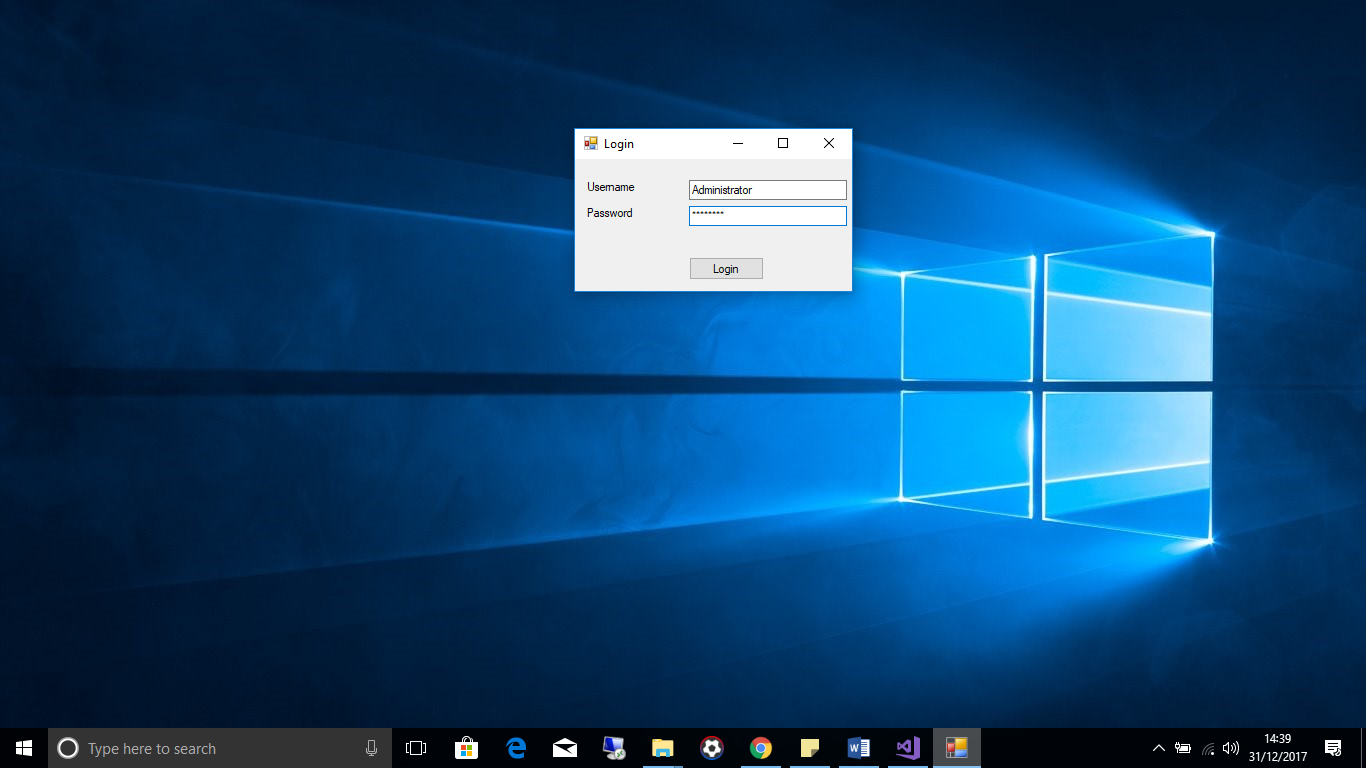 Login
Username
Administrator
Password
********
Login
Type here to search
14:39
31/12/2017